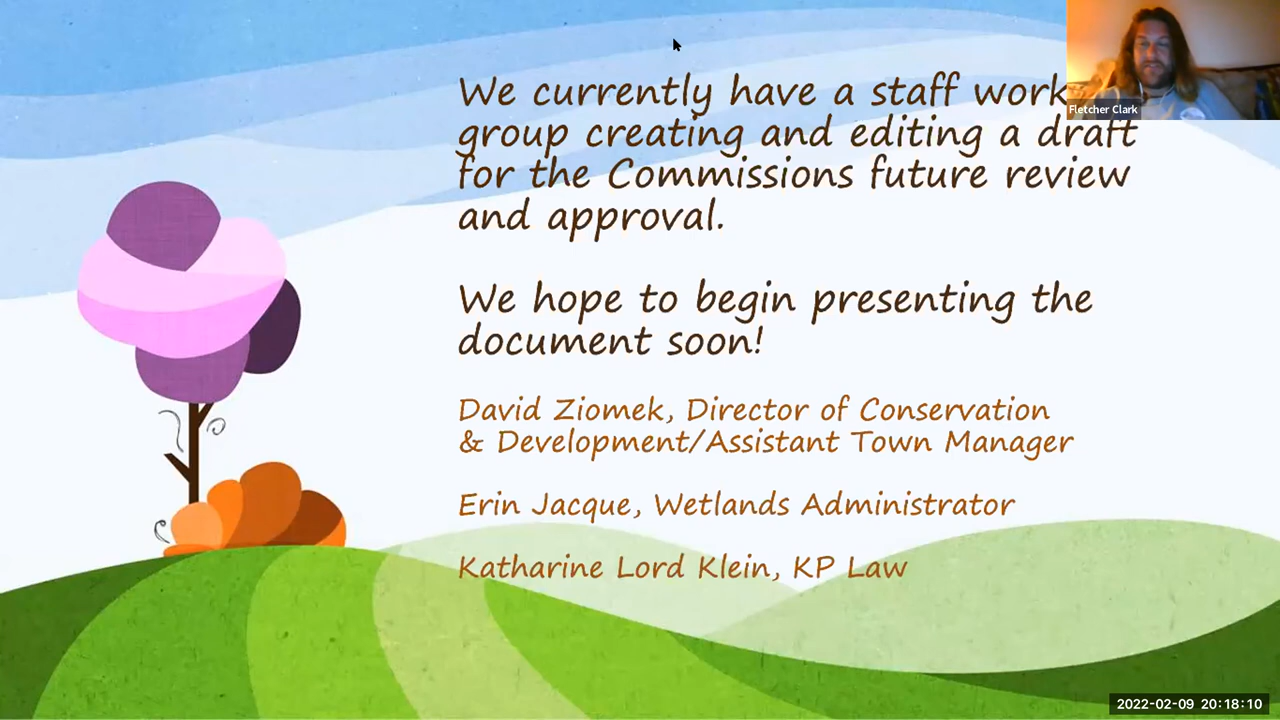 We currently have a staff work
group creating and editing a draft
for the Commissions future review
and approval.
We hope to begin presenting the
document soon!
David Ziomek, Director of Conservation
& Development/Assistant Town Manager
Erin Jacque, Wetlands Administrator
Katharine Lord Klein, KP Law
Fletcher Clark
2022-02-09 20:18:10